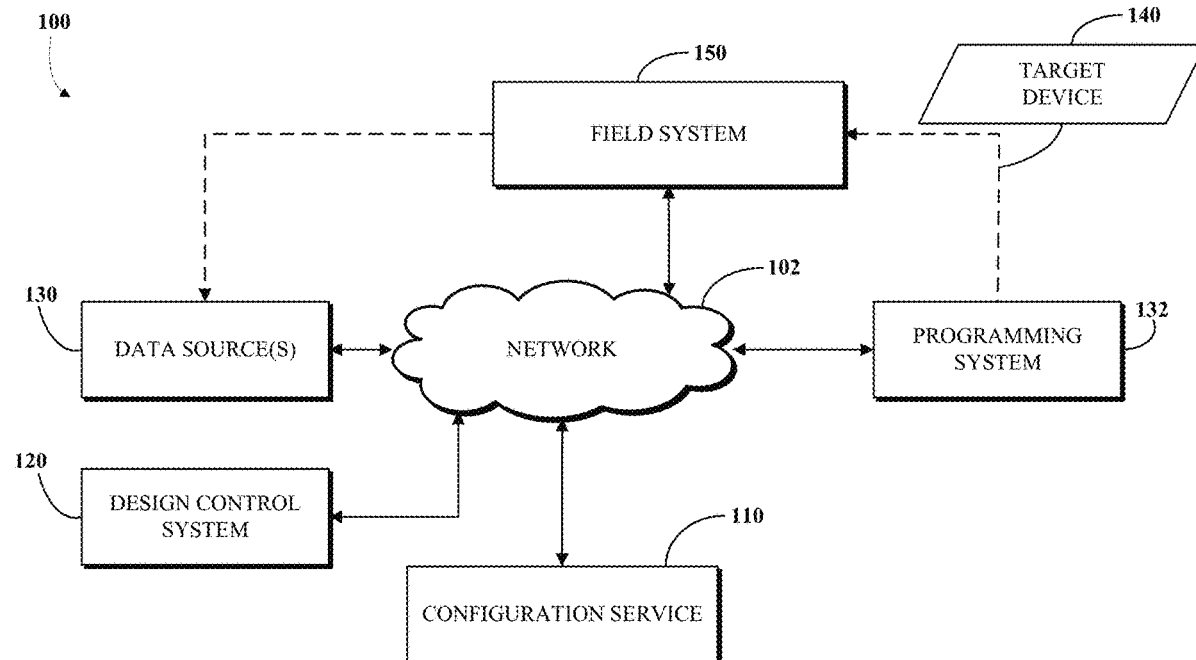 100
140
TARGET
DEVICE
150
FIELD SYSTEM
102
130
DATA SOURCE(S)
NETWORK
PROGRAMMING
SYSTEM
132
120
DESIGN CONTROL
SYSTEM
110
CONFIGURATION SERVICE